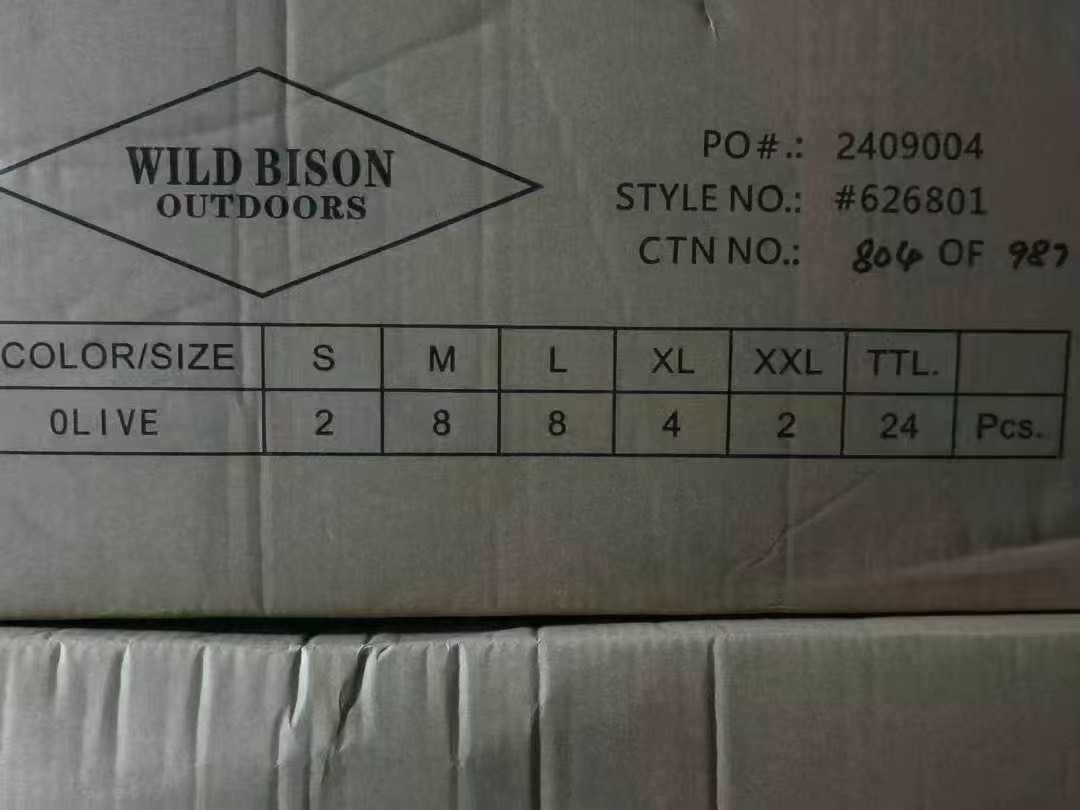 WILD BISON
OUTDOORS
PO#.: 2409004
STYLE NO.: #626801
CTN NO.: 804 OF 987
COLOR/SIZE S M L XL XXL TTL.
OLIVE 2 8 8 4 2 24 Pcs.